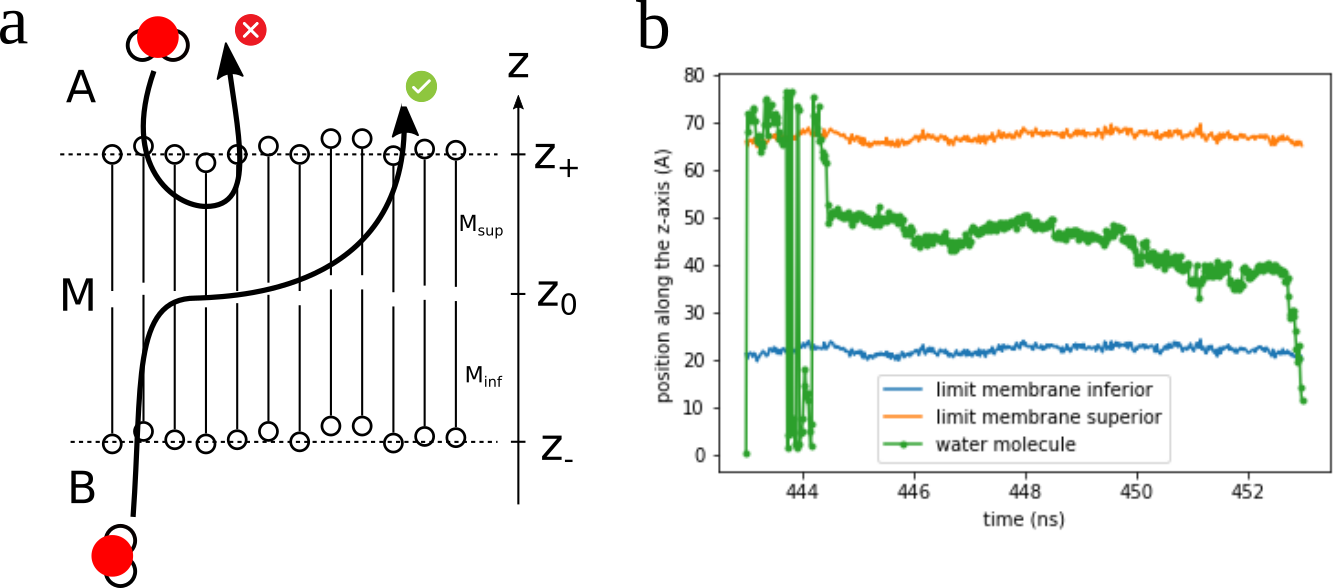 a
A
z
z+
Msup
M
z0
Minf
z-
B
b
position along the z-axis (A)
80
70
60
50
40
30
20
10
0
limit membrane inferior
limit membrane superior
water molecule
444 446 448 450 452
time (ns)